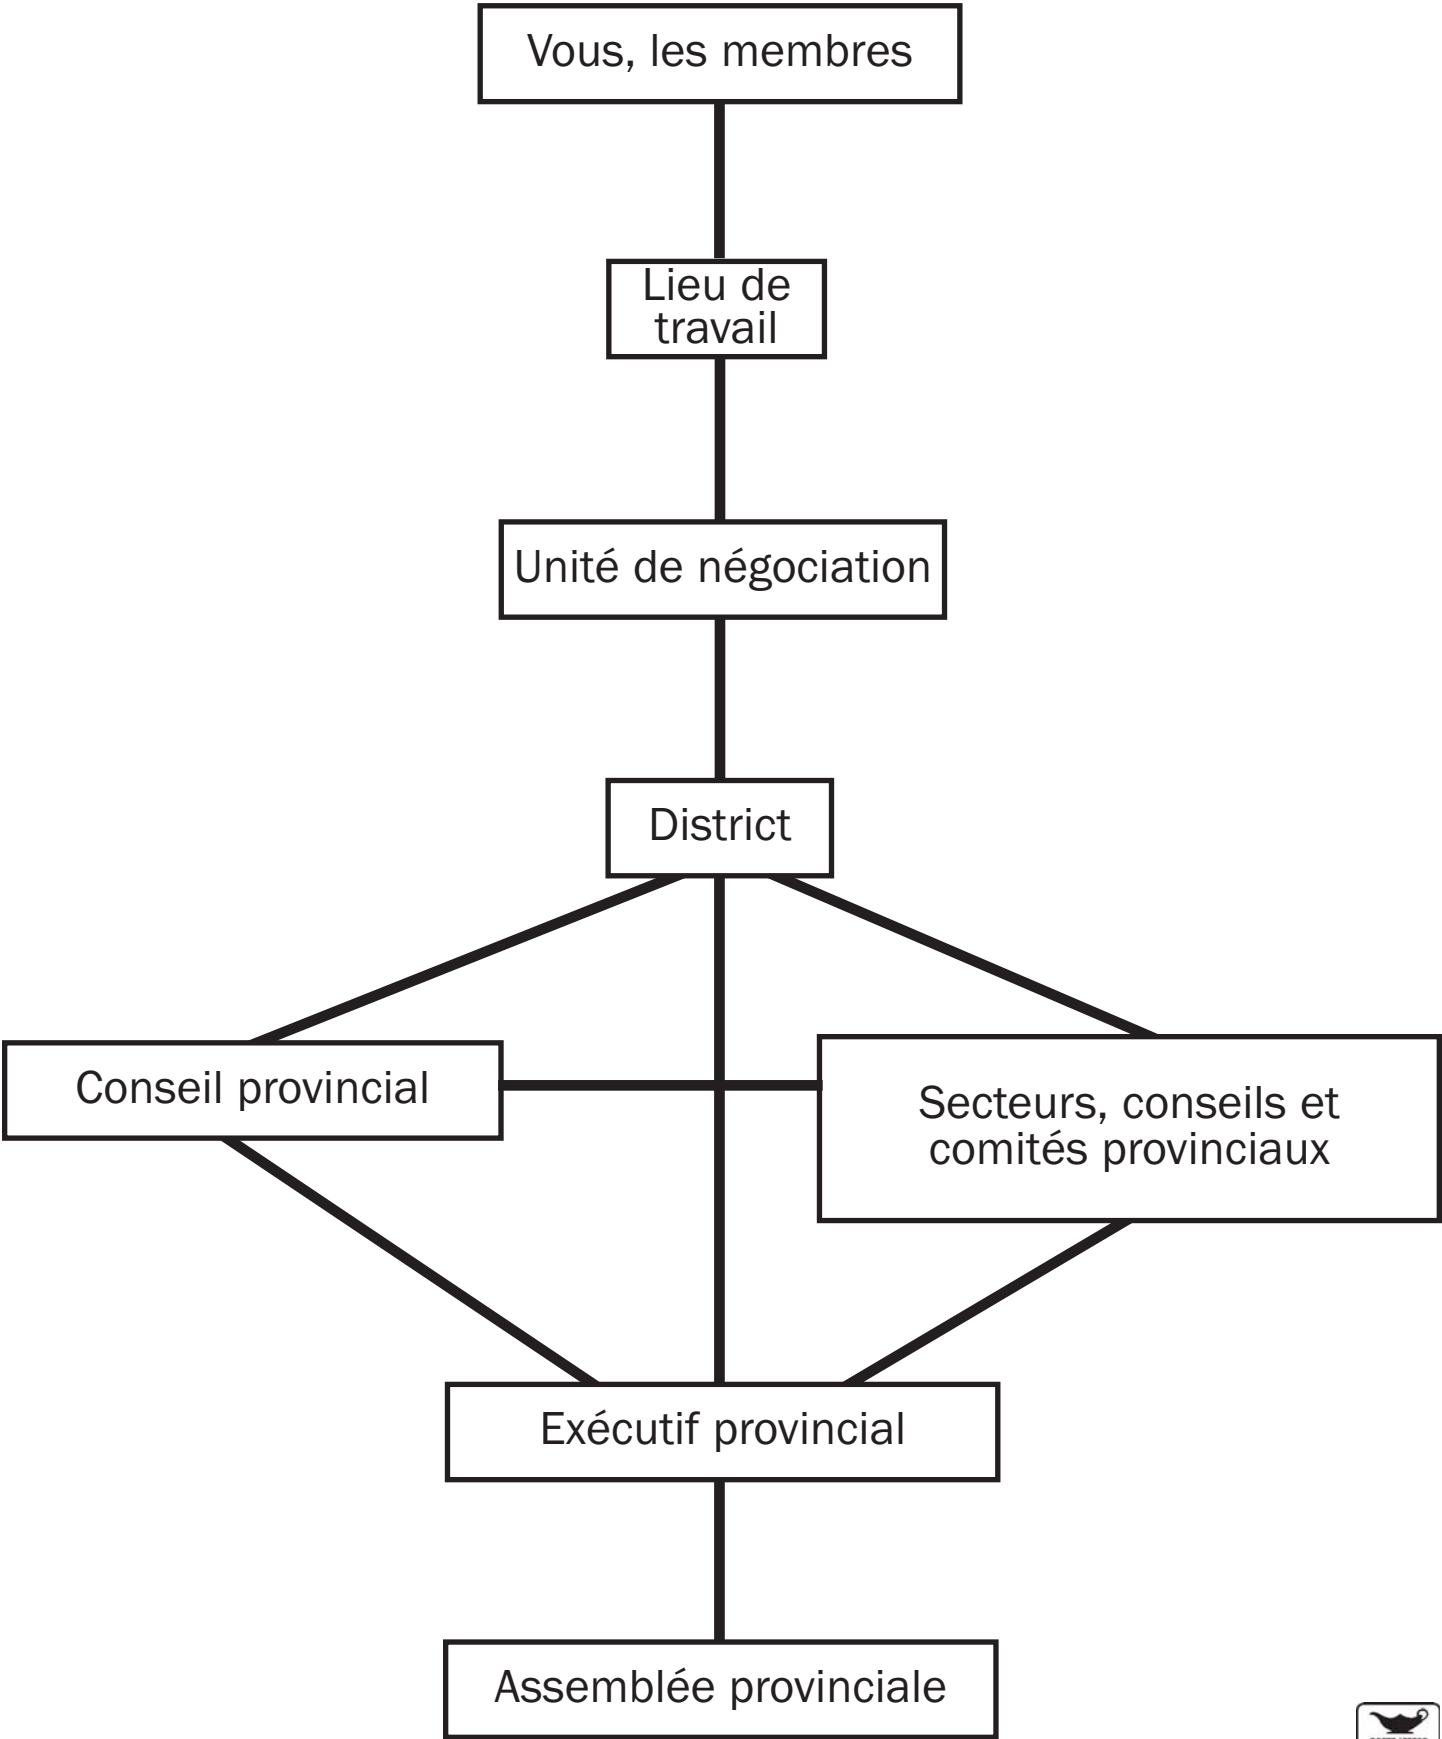 Vous, les membres
Lieu de
travail
Unité de négociation
District
Conseil provincial
Secteurs, conseils et
comités provinciaux
Exécutif provincial
Assemblée provinciale